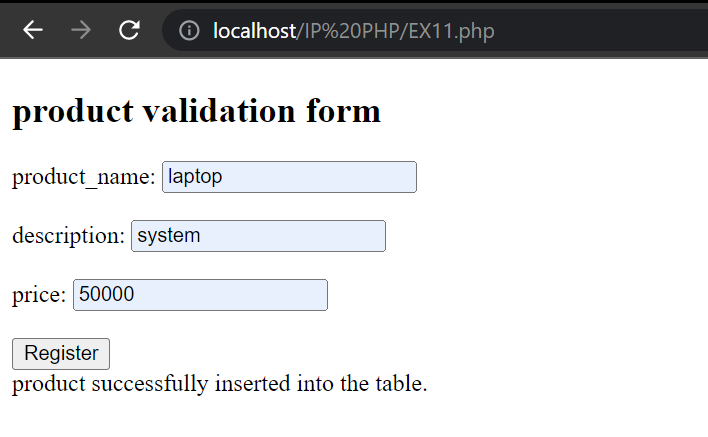 localhost/IP%20PHP/EX11.php
product validation form
product_name: laptop
description: system
price: 50000
Register
product successfully inserted into the table.